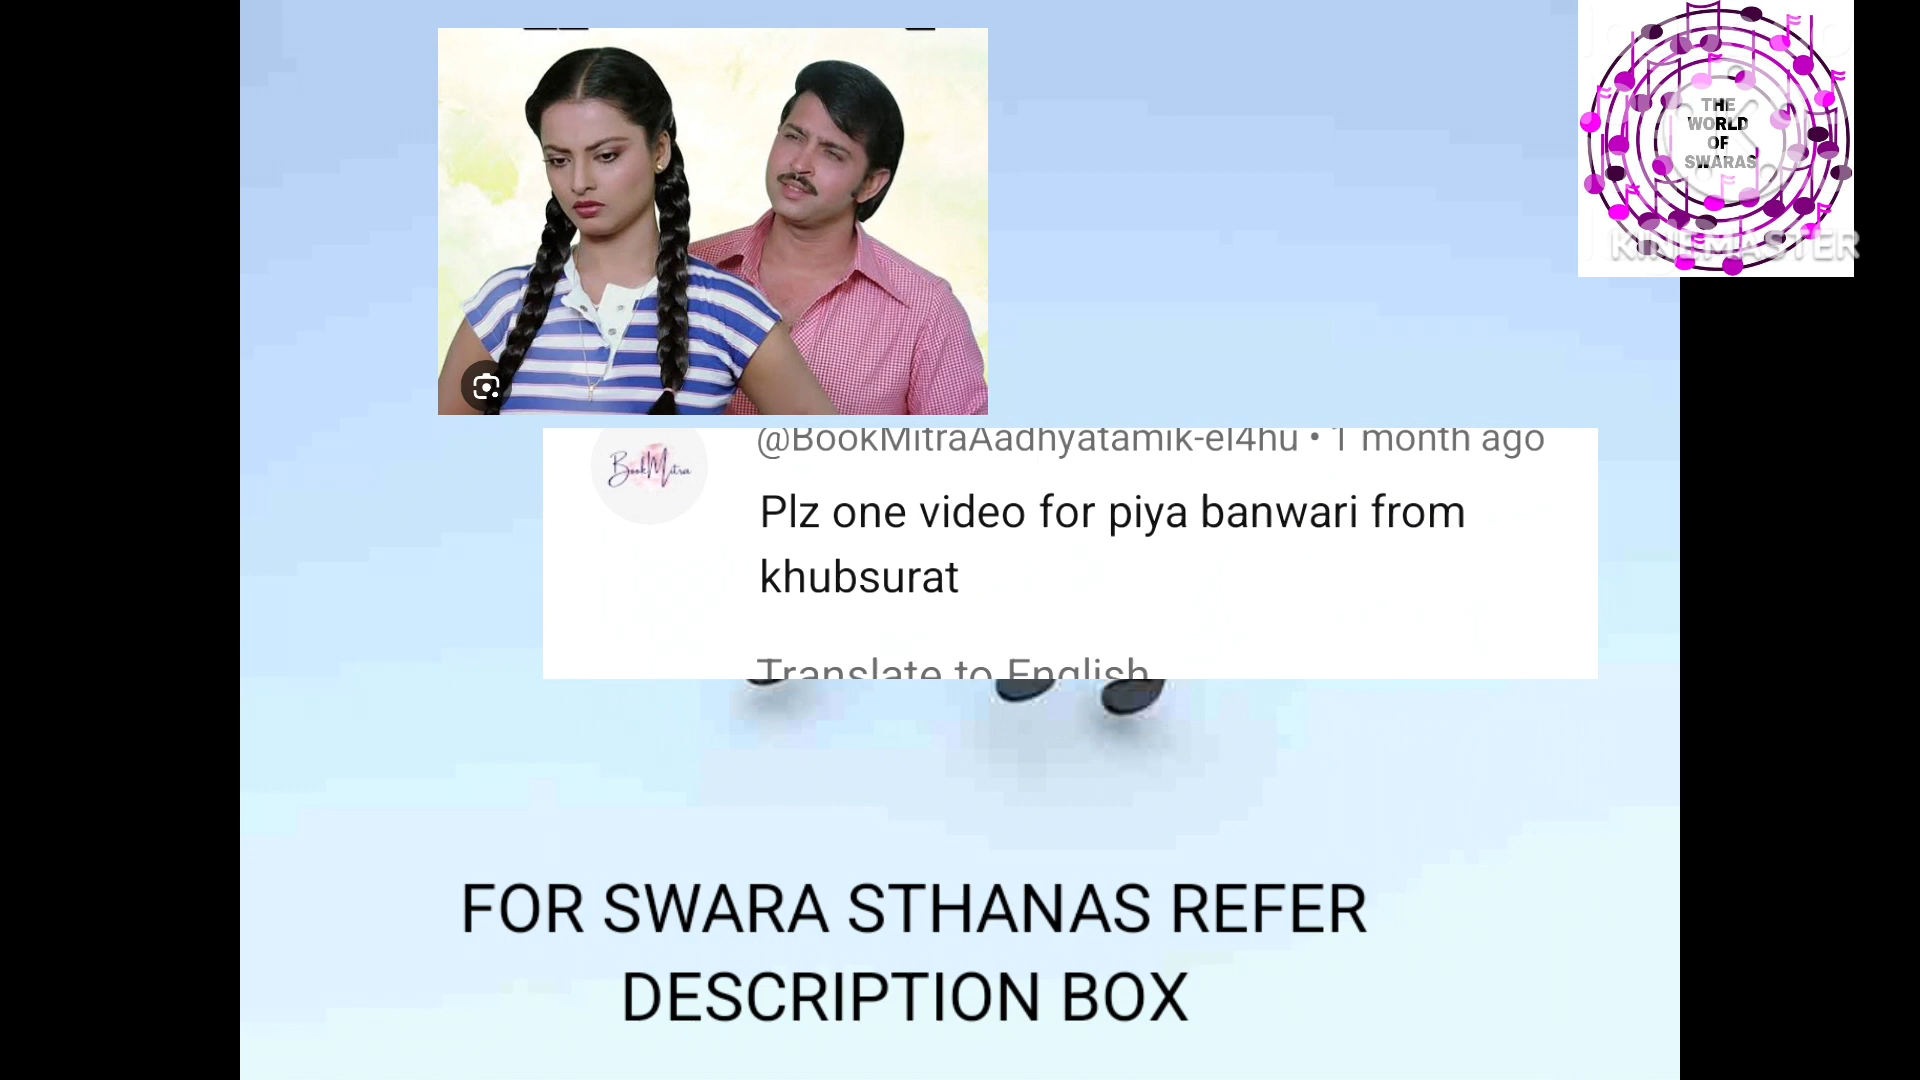 THE
WORLD
OF
SWARAS
KINEMASTER
BookMitra
@BookMitraAadhyatamik-el4hu • 1 month ago
Plz one video for piya banwari from
khubsurat
Translate to English
FOR SWARA STHANAS REFER
DESCRIPTION BOX